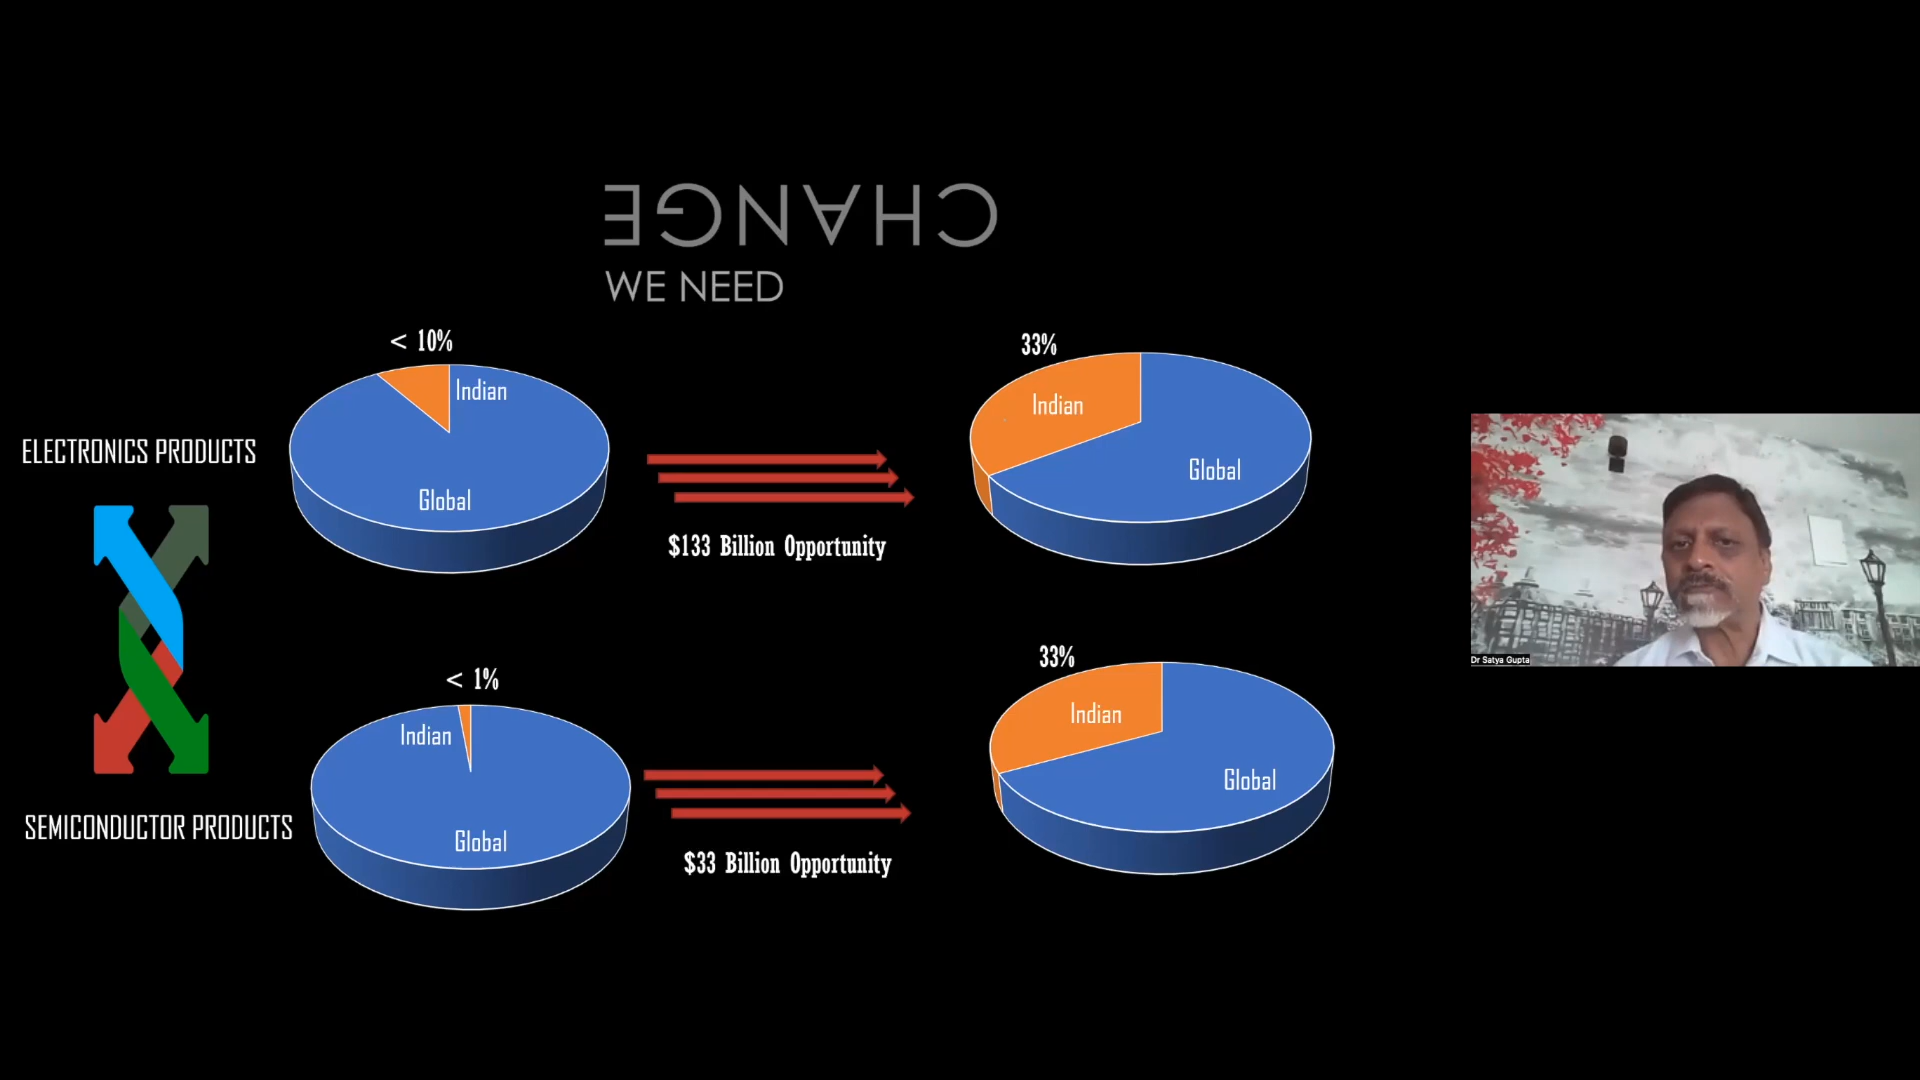 CHANGE
WE NEED
< 10%
Indian
Global
33%
Indian
Global
ELECTRONICS PRODUCTS
$133 Billion Opportunity
< 1%
Indian
Global
33%
Indian
Global
SEMICONDUCTOR PRODUCTS
$33 Billion Opportunity
Dr Satya Gupta